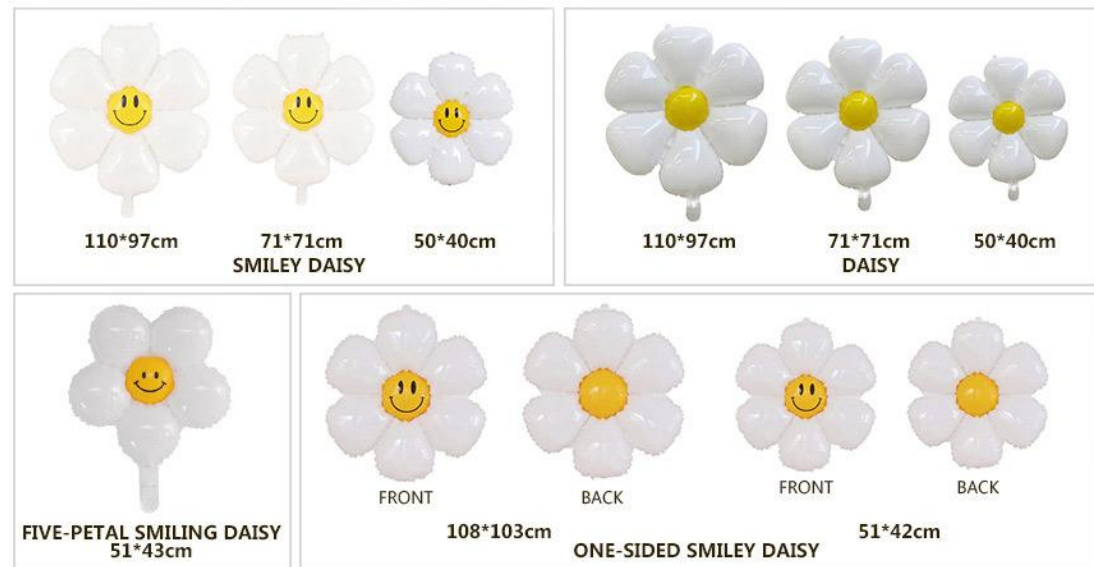 110*97cm 71*71cm 50*40cm
SMILEY DAISY
110*97cm 71*71cm 50*40cm
DAISY
FIVE-PETAL SMILING DAISY
51*43cm
FRONT BACK FRONT BACK
108*103cm 51*42cm
ONE-SIDED SMILEY DAISY